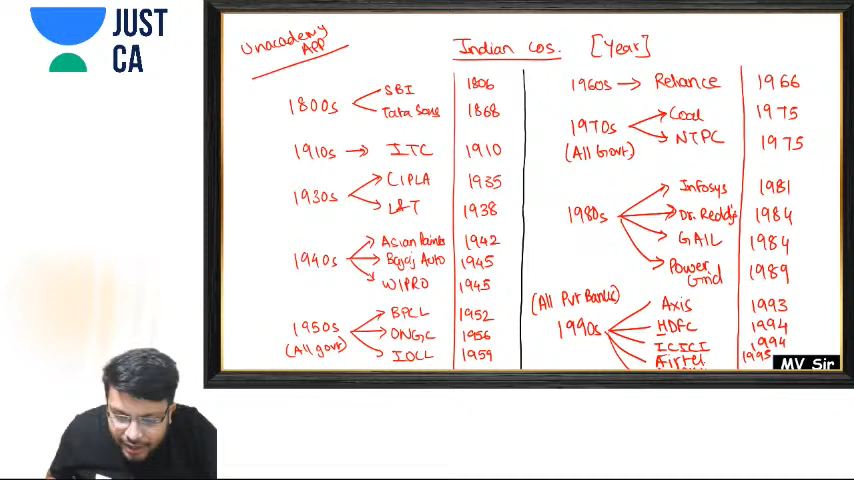 JUST
CA
Unacademy
APP
Indian Cos. [Year]
1800s
SBI 1806
Tata Sons 1868
1910s → ITC 1910
1930s
CIPLA 1935
L&T 1938
1940s
Asian Paints 1942
Bajaj Auto 1945
WIPRO 1945
1950s
(All govt)
BPCL 1952
ONGC 1956
IOCL 1959
1960s → Reliance 1966
1970s
(All Govt)
Coal 1975
NTPC 1975
1980s
Infosys 1981
Dr. Reddy's 1984
GAIL 1984
Power Grid 1989
(All Pvt Banks)
1990s
Axis 1993
HDFC 1994
ICICI 1994
Airtel 1995
MV Sir